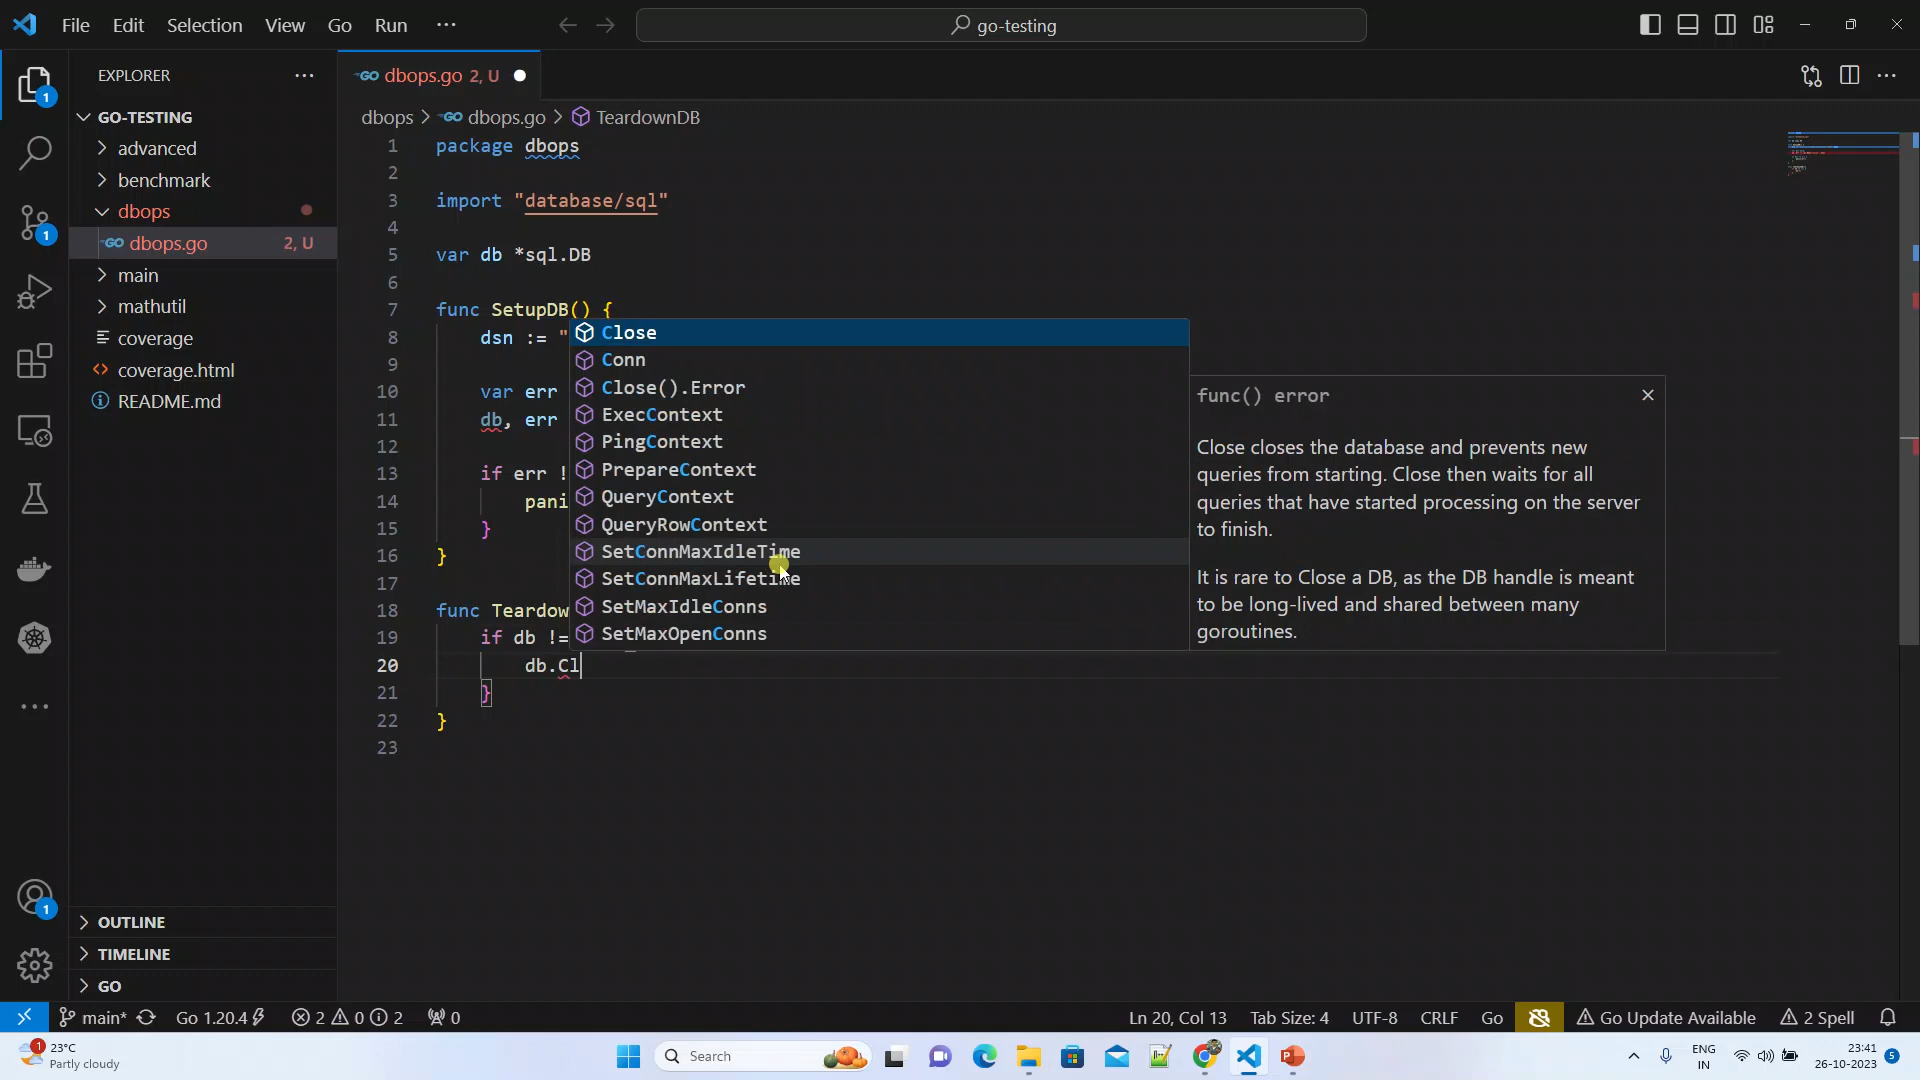 File Edit Selection View Go Run ···
go-testing
EXPLORER ···
GO-TESTING
advanced
benchmark
dbops
dbops.go 2, U
main
mathutil
coverage
coverage.html
README.md
OUTLINE
TIMELINE
GO
dbops.go 2, U
dbops > dbops.go > TeardownDB
1 package dbops
2
3 import "database/sql"
4
5 var db *sql.DB
6
7 func SetupDB() {
8 dsn := "
9
10 var err
11 db, err
12
13 if err !
14 pani
15 }
16 }
17
18 func Teardow
19 if db !=
20 db.Cl
21 }
22 }
23
Close
Conn
Close().Error
ExecContext
PingContext
PrepareContext
QueryContext
QueryRowContext
SetConnMaxIdleTime
SetConnMaxLifetime
SetMaxIdleConns
SetMaxOpenConns
func() error
Close closes the database and prevents new
queries from starting. Close then waits for all
queries that have started processing on the server
to finish.
It is rare to Close a DB, as the DB handle is meant
to be long-lived and shared between many
goroutines.
1
1
1
main* Go 1.20.4 2 0 2 0 Ln 20, Col 13 Tab Size: 4 UTF-8 CRLF Go Go Update Available 2 Spell
1 23°C
Partly cloudy
Search
ENG
IN
23:41
26-10-2023
5